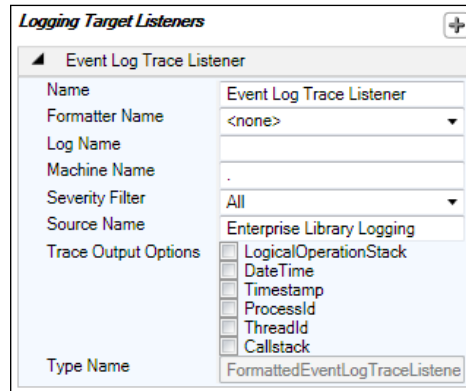 Logging Target Listeners
Event Log Trace Listener
Name Event Log Trace Listener
Formatter Name <none>
Log Name
Machine Name .
Severity Filter All
Source Name Enterprise Library Logging
Trace Output Options LogicalOperationStack
DateTime
Timestamp
ProcessId
ThreadId
Callstack
Type Name FormattedEventLogTraceListene